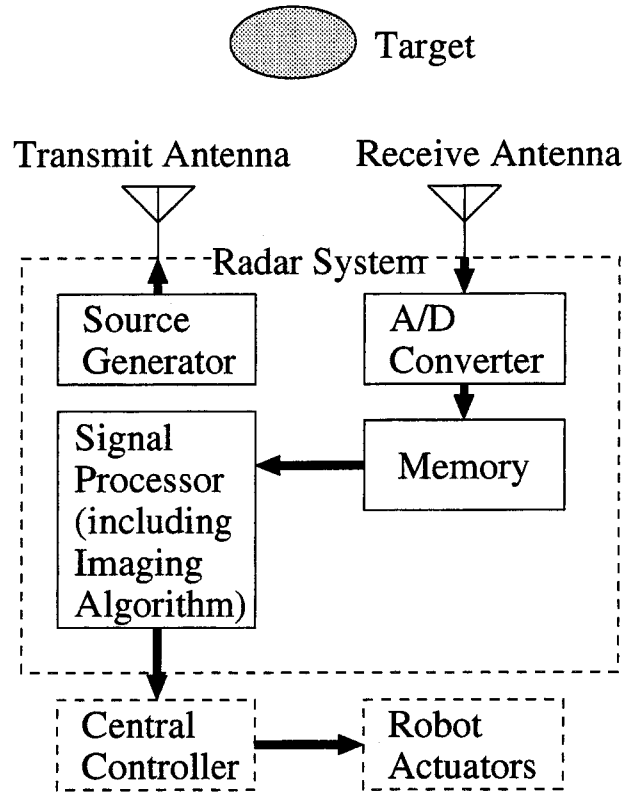 Target
Transmit Antenna
Receive Antenna
Radar System
Source
Generator
A/D
Converter
Signal
Processor
(including
Imaging
Algorithm)
Memory
Central
Controller
Robot
Actuators